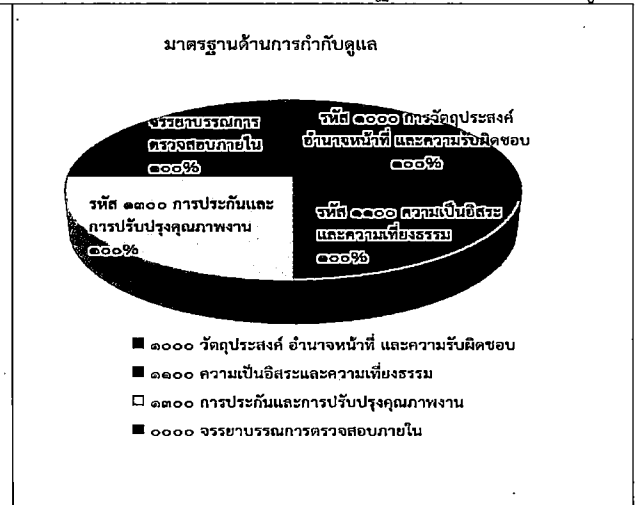 มาตรฐานด้านการกำกับดูแล
จรรยาบรรณการ
ตรวจสอบภายใน
๑๐๐%
รหัส ๑๐๐๐ การวัตถุประสงค์
อำนาจหน้าที่ และความรับผิดชอบ
๑๐๐%
รหัส ๑๓๐๐ การประกันและ
การปรับปรุงคุณภาพงาน
๑๐๐%
รหัส ๑๑๐๐ ความเป็นอิสระ
และความเที่ยงธรรม
๑๐๐%
๑๐๐๐ วัตถุประสงค์ อำนาจหน้าที่ และความรับผิดชอบ
๑๑๐๐ ความเป็นอิสระและความเที่ยงธรรม
๑๓๐๐ การประกันและการปรับปรุงคุณภาพงาน
๐๐๐๐ จรรยาบรรณการตรวจสอบภายใน